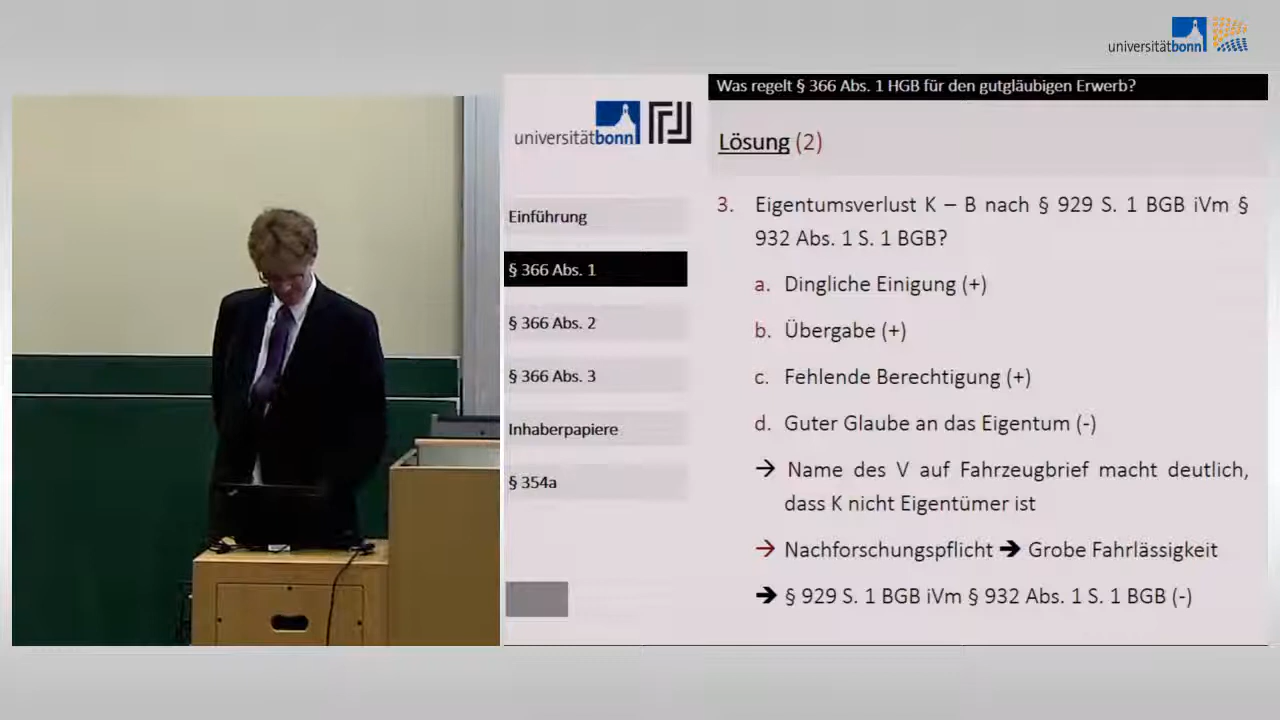 universitätbonn
Was regelt § 366 Abs. 1 HGB für den gutgläubigen Erwerb?
universitätbonn
Lösung (2)
Einführung
§ 366 Abs. 1
§ 366 Abs. 2
§ 366 Abs. 3
Inhaberpapiere
§ 354a
3. Eigentumsverlust K – B nach § 929 S. 1 BGB iVm §
932 Abs. 1 S. 1 BGB?
a. Dingliche Einigung (+)
b. Übergabe (+)
c. Fehlende Berechtigung (+)
d. Guter Glaube an das Eigentum (-)
→ Name des V auf Fahrzeugbrief macht deutlich,
dass K nicht Eigentümer ist
→ Nachforschungspflicht → Grobe Fahrlässigkeit
→ § 929 S. 1 BGB iVm § 932 Abs. 1 S. 1 BGB (-)